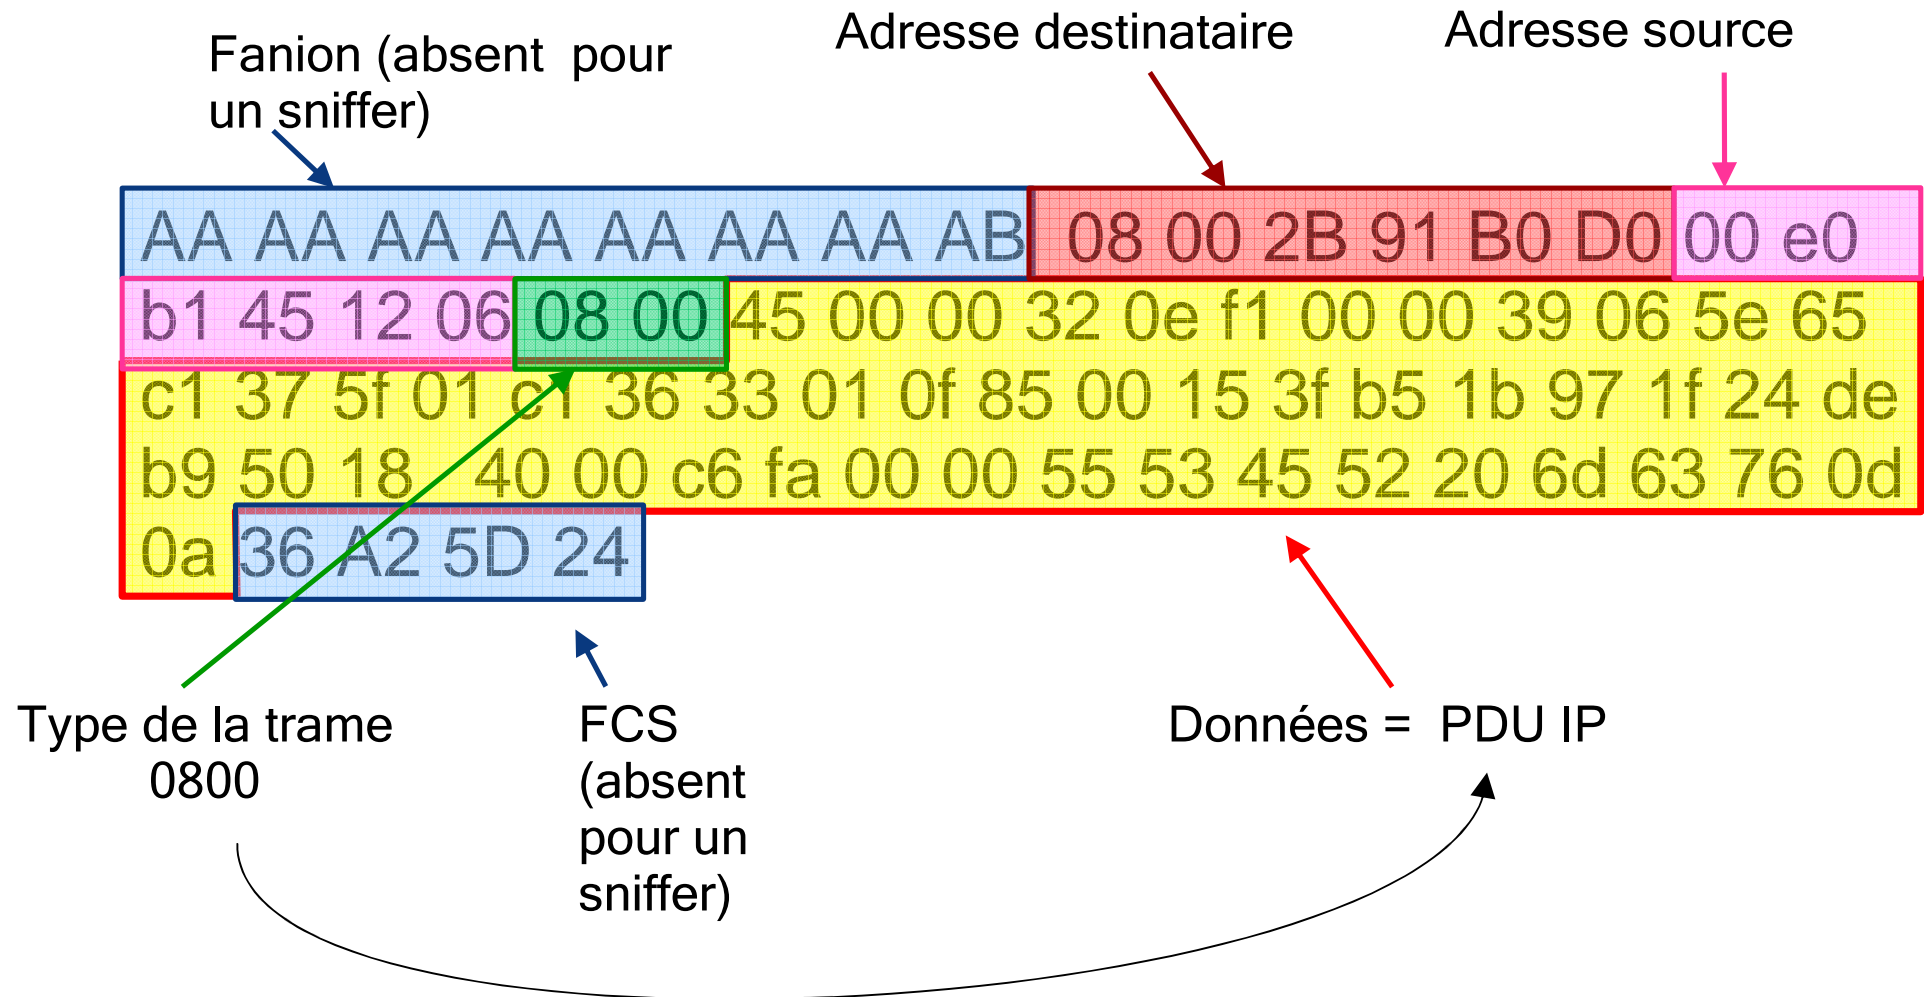 Fanion (absent pour
un sniffer)
Adresse destinataire
Adresse source
AA AA AA AA AA AA AA AB 08 00 2B 91 B0 D0 00 e0
b1 45 12 06 08 00 45 00 00 32 0e f1 00 00 39 06 5e 65
c1 37 5f 01 c1 36 33 01 0f 85 00 15 3f b5 1b 97 1f 24 de
b9 50 18 40 00 c6 fa 00 00 55 53 45 52 20 6d 63 76 0d
0a 36 A2 5D 24
Type de la trame
0800
FCS
(absent
pour un
sniffer)
Données = PDU IP